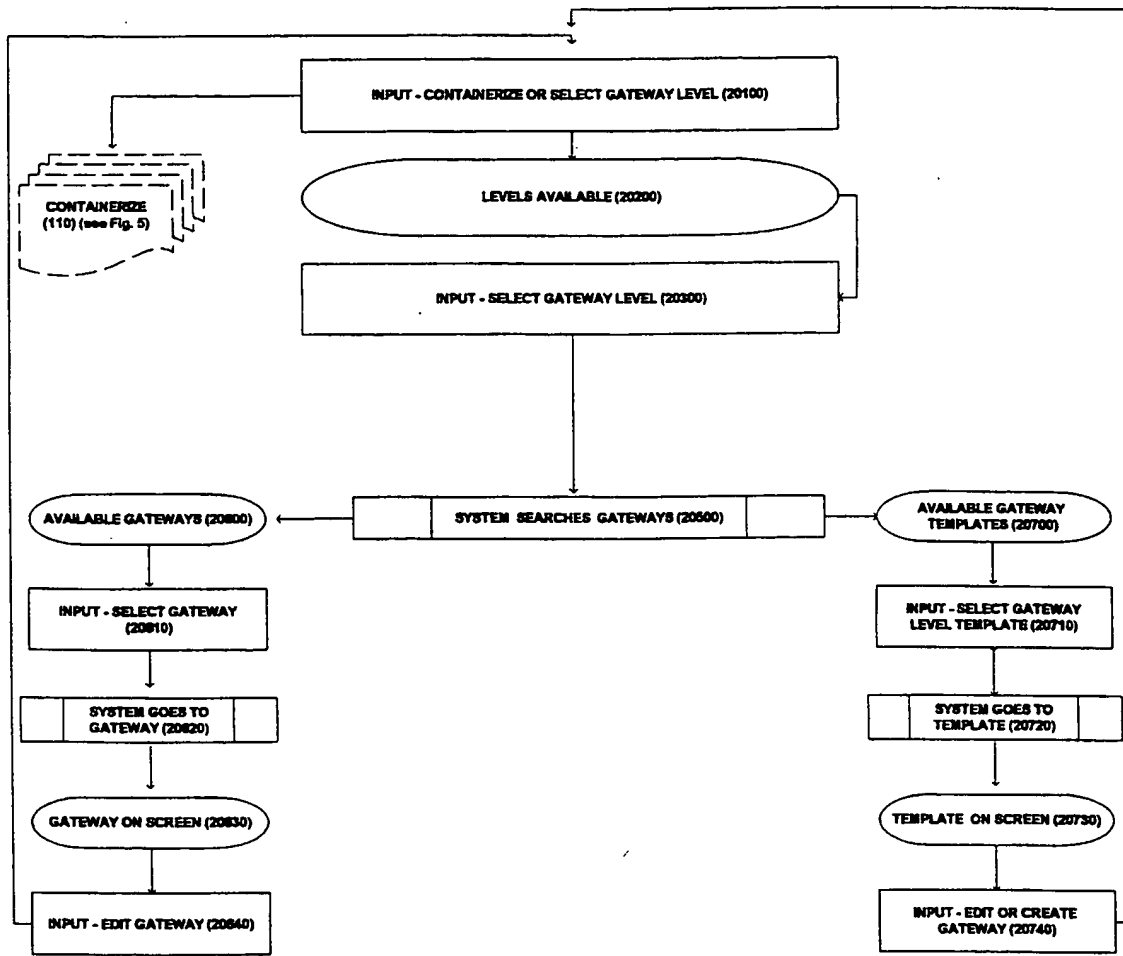 INPUT - CONTAINERIZE OR SELECT GATEWAY LEVEL (20100)
CONTAINERIZE
(110) (see Fig. 5)
LEVELS AVAILABLE (20200)
INPUT - SELECT GATEWAY LEVEL (20300)
AVAILABLE GATEWAYS (20600)
SYSTEM SEARCHES GATEWAYS (20500)
AVAILABLE GATEWAY
TEMPLATES (20700)
INPUT - SELECT GATEWAY
(20610)
INPUT - SELECT GATEWAY
LEVEL TEMPLATE (20710)
SYSTEM GOES TO
GATEWAY (20620)
SYSTEM GOES TO
TEMPLATE (20720)
GATEWAY ON SCREEN (20630)
TEMPLATE ON SCREEN (20730)
INPUT - EDIT GATEWAY (20640)
INPUT - EDIT OR CREATE
GATEWAY (20740)